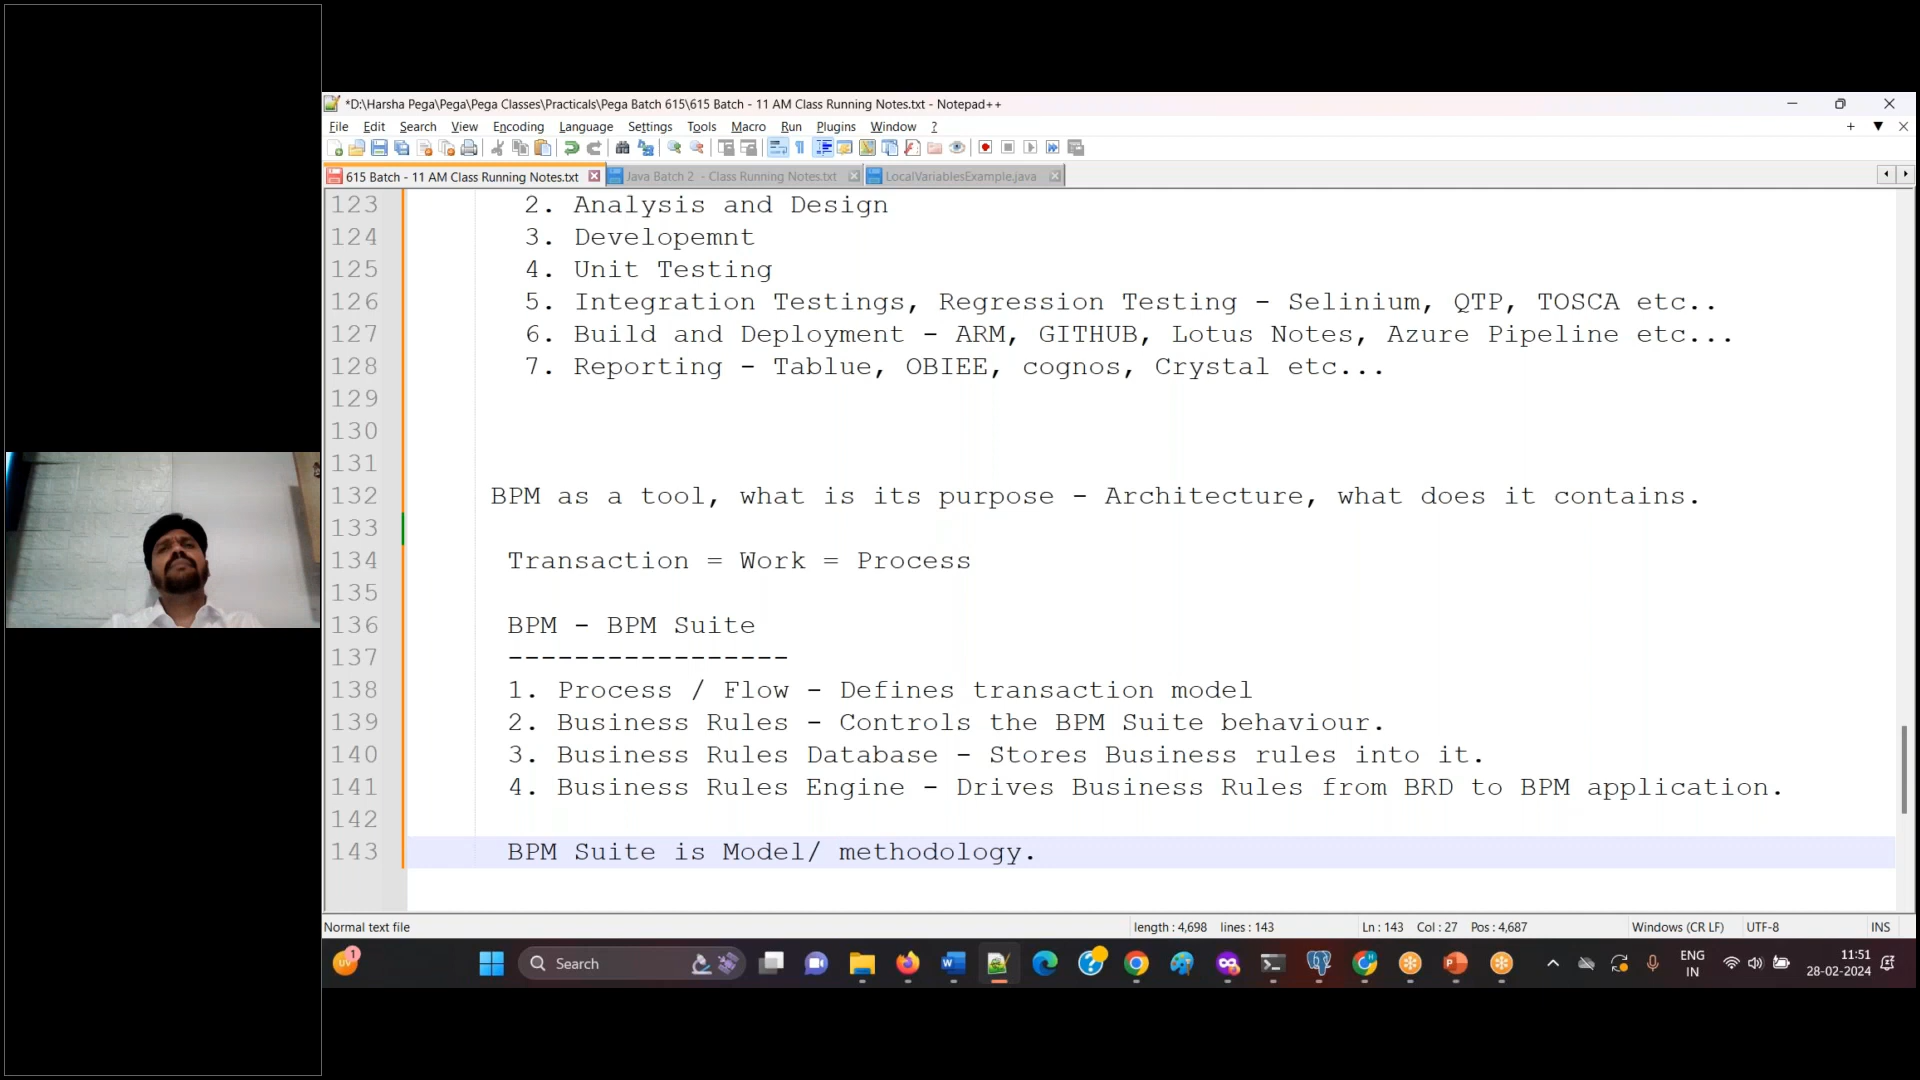 *D:\Harsha Pega\Pega\Pega Classes\Practicals\Pega Batch 615\615 Batch - 11 AM Class Running Notes.txt - Notepad++
File Edit Search View Encoding Language Settings Tools Macro Run Plugins Window ?
615 Batch - 11 AM Class Running Notes.txt Java Batch 2 - Class Running Notes.txt LocalVariablesExample.java
123 2. Analysis and Design
124 3. Developemnt
125 4. Unit Testing
126 5. Integration Testings, Regression Testing - Selinium, QTP, TOSCA etc..
127 6. Build and Deployment - ARM, GITHUB, Lotus Notes, Azure Pipeline etc...
128 7. Reporting - Tablue, OBIEE, cognos, Crystal etc...
129
130
131
132 BPM as a tool, what is its purpose - Architecture, what does it contains.
133
134 Transaction = Work = Process
135
136 BPM - BPM Suite
137 -----------------
138 1. Process / Flow - Defines transaction model
139 2. Business Rules - Controls the BPM Suite behaviour.
140 3. Business Rules Database - Stores Business rules into it.
141 4. Business Rules Engine - Drives Business Rules from BRD to BPM application.
142
143 BPM Suite is Model/ methodology.
Normal text file length : 4,698 lines : 143 Ln : 143 Col : 27 Pos : 4,687 Windows (CR LF) UTF-8 INS
UV 1 Search ENG IN 11:51 28-02-2024